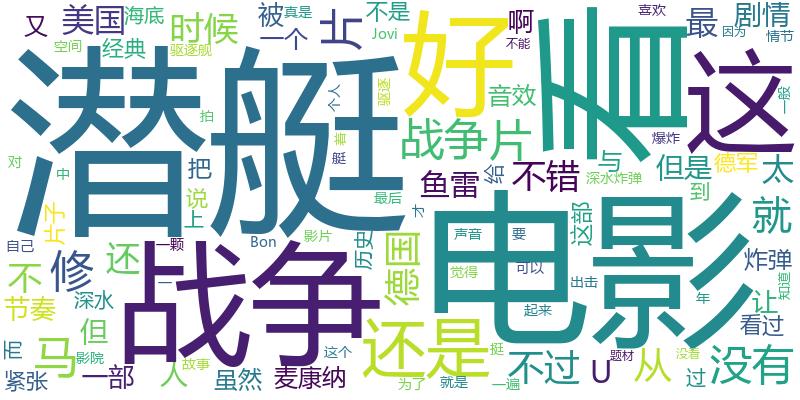 又
美国
海底
时候
被
真是
不是
Jovi
片
啊
喜欢
最
因为
剧情
空间
经典
驱逐舰
一个
不能
情节
潜艇
好
看
这
个人
驱逐
音效
一般
拍
着
战争片
爆炸
对
中
把
艇
鱼雷
给
不错
与
但是
德军
太
深水炸弹
说
上
最后
才
到
就
片子
一颗
Bon
影片
历史
德国
声音
要
这部
电影
自己
不
还
修
战争
一
觉得
可以
出击
炸弹
让
知道
节奏
深水
起来
年
看过
但
马
影院
还是
挺
不过
U
题材
从
没着
没有
紧张
一部
人
故事
虽然
麦康纳
这个
为了
就是
一遍
过